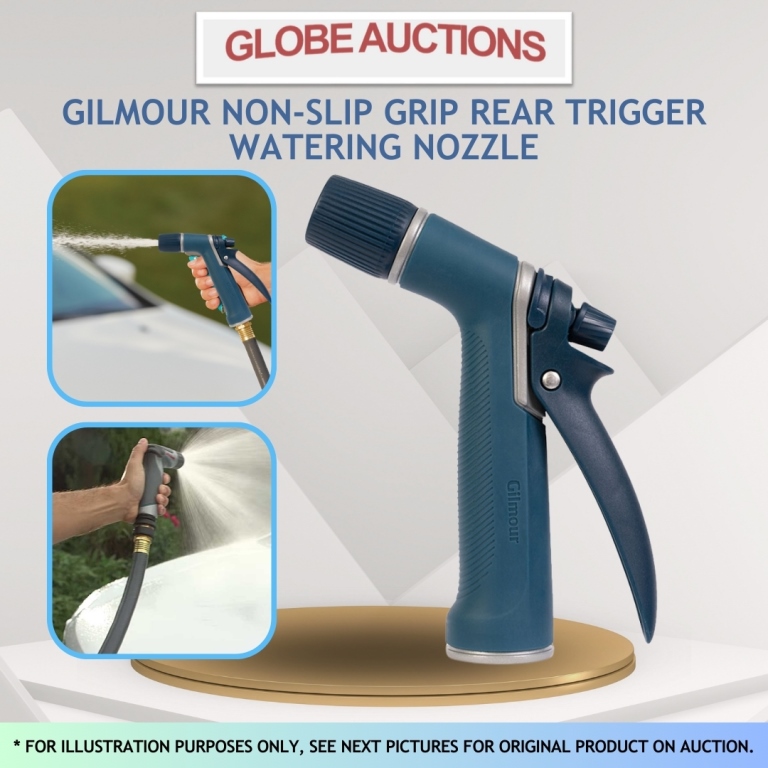 GLOBE AUCTIONS
GILMOUR NON-SLIP GRIP REAR TRIGGER
WATERING NOZZLE
Gilmour
* FOR ILLUSTRATION PURPOSES ONLY, SEE NEXT PICTURES FOR ORIGINAL PRODUCT ON AUCTION.